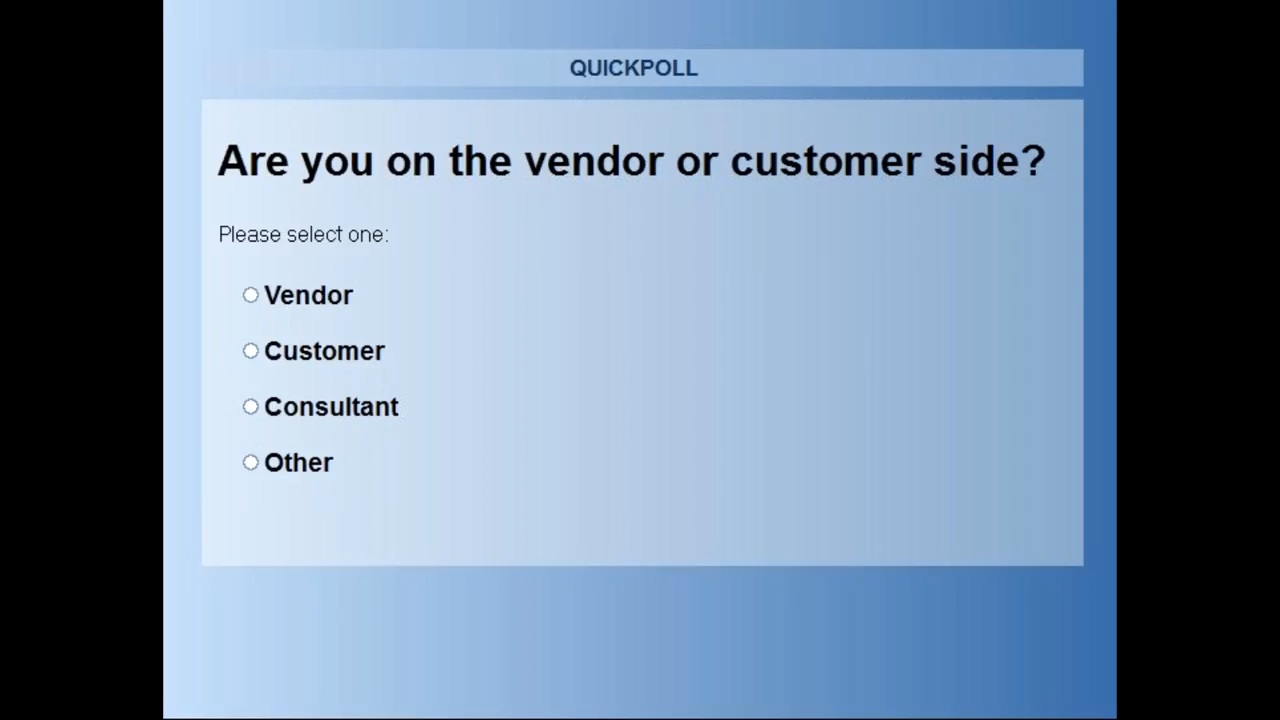 QUICKPOLL
Are you on the vendor or customer side?
Please select one:
Vendor
Customer
Consultant
Other